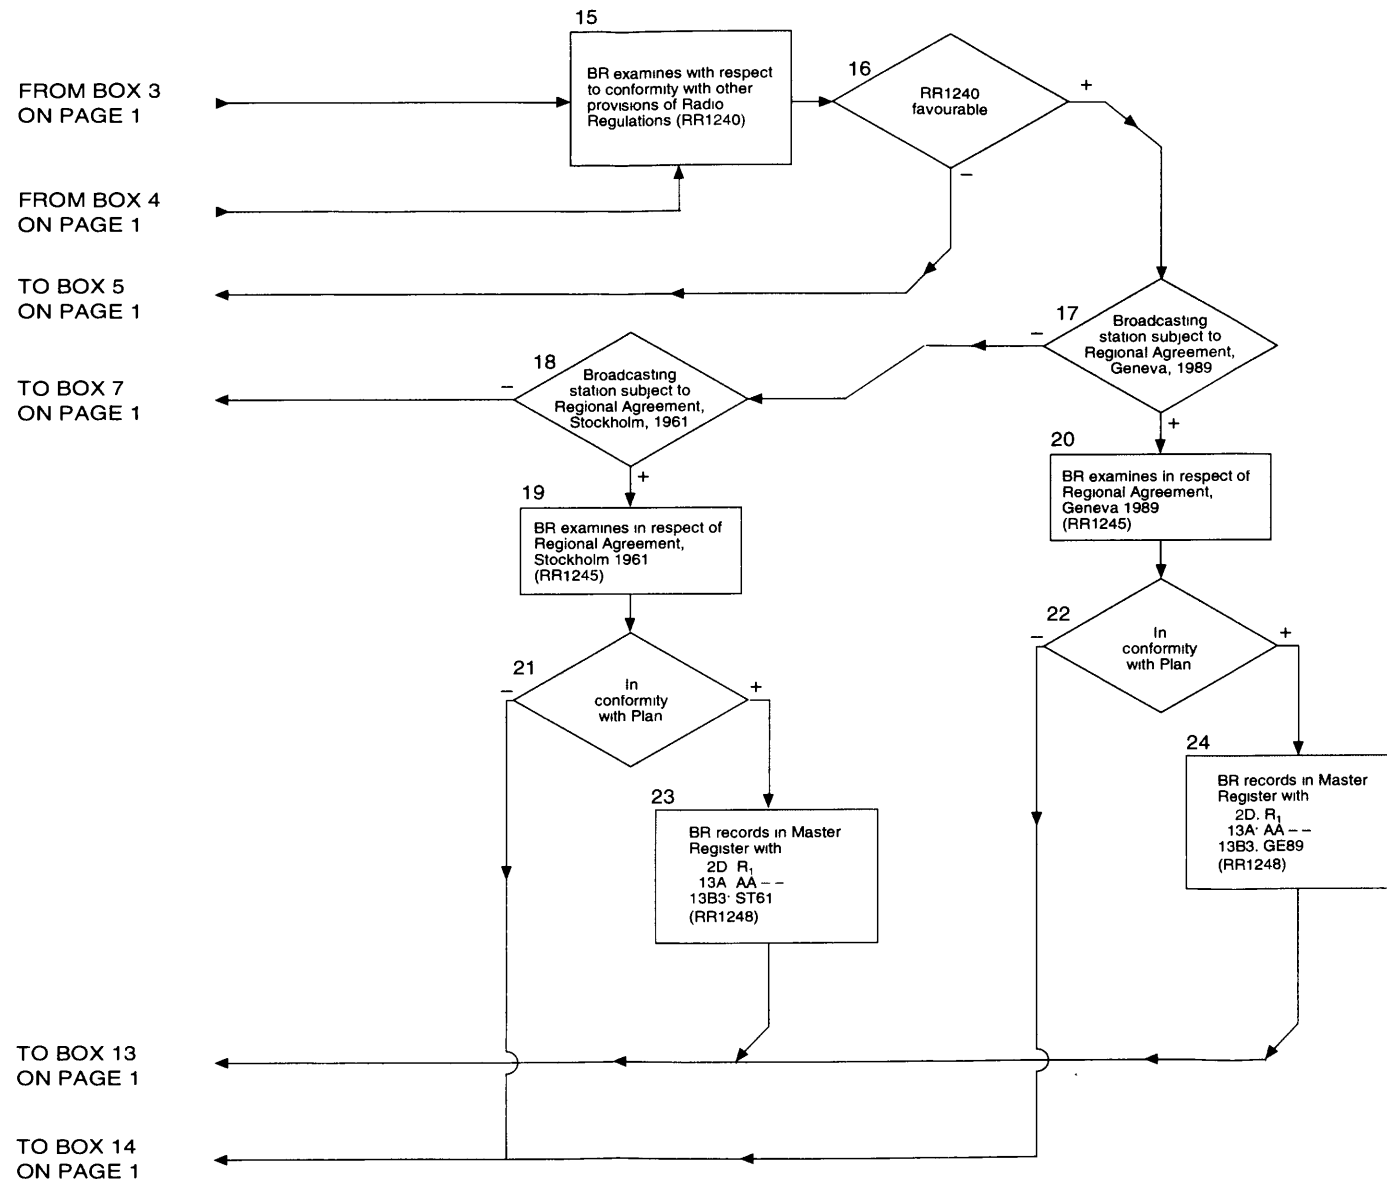 15
BR examines with respect
to conformity with other
provisions of Radio
Regulations (RR1240)
16
RR1240
favourable
+
−
FROM BOX 3
ON PAGE 1
FROM BOX 4
ON PAGE 1
TO BOX 5
ON PAGE 1
17
Broadcasting
station subject to
Regional Agreement,
Geneva, 1989
−
+
18
Broadcasting
station subject to
Regional Agreement,
Stockholm, 1961
−
+
TO BOX 7
ON PAGE 1
20
BR examines in respect of
Regional Agreement,
Geneva 1989
(RR1245)
19
BR examines in respect of
Regional Agreement,
Stockholm 1961
(RR1245)
22
In
conformity
with Plan
−
+
21
In
conformity
with Plan
−
+
24
BR records in Master
Register with
2D. R₁
13A· AA – –
13B3. GE89
(RR1248)
23
BR records in Master
Register with
2D R₁
13A AA – –
13B3· ST61
(RR1248)
TO BOX 13
ON PAGE 1
TO BOX 14
ON PAGE 1